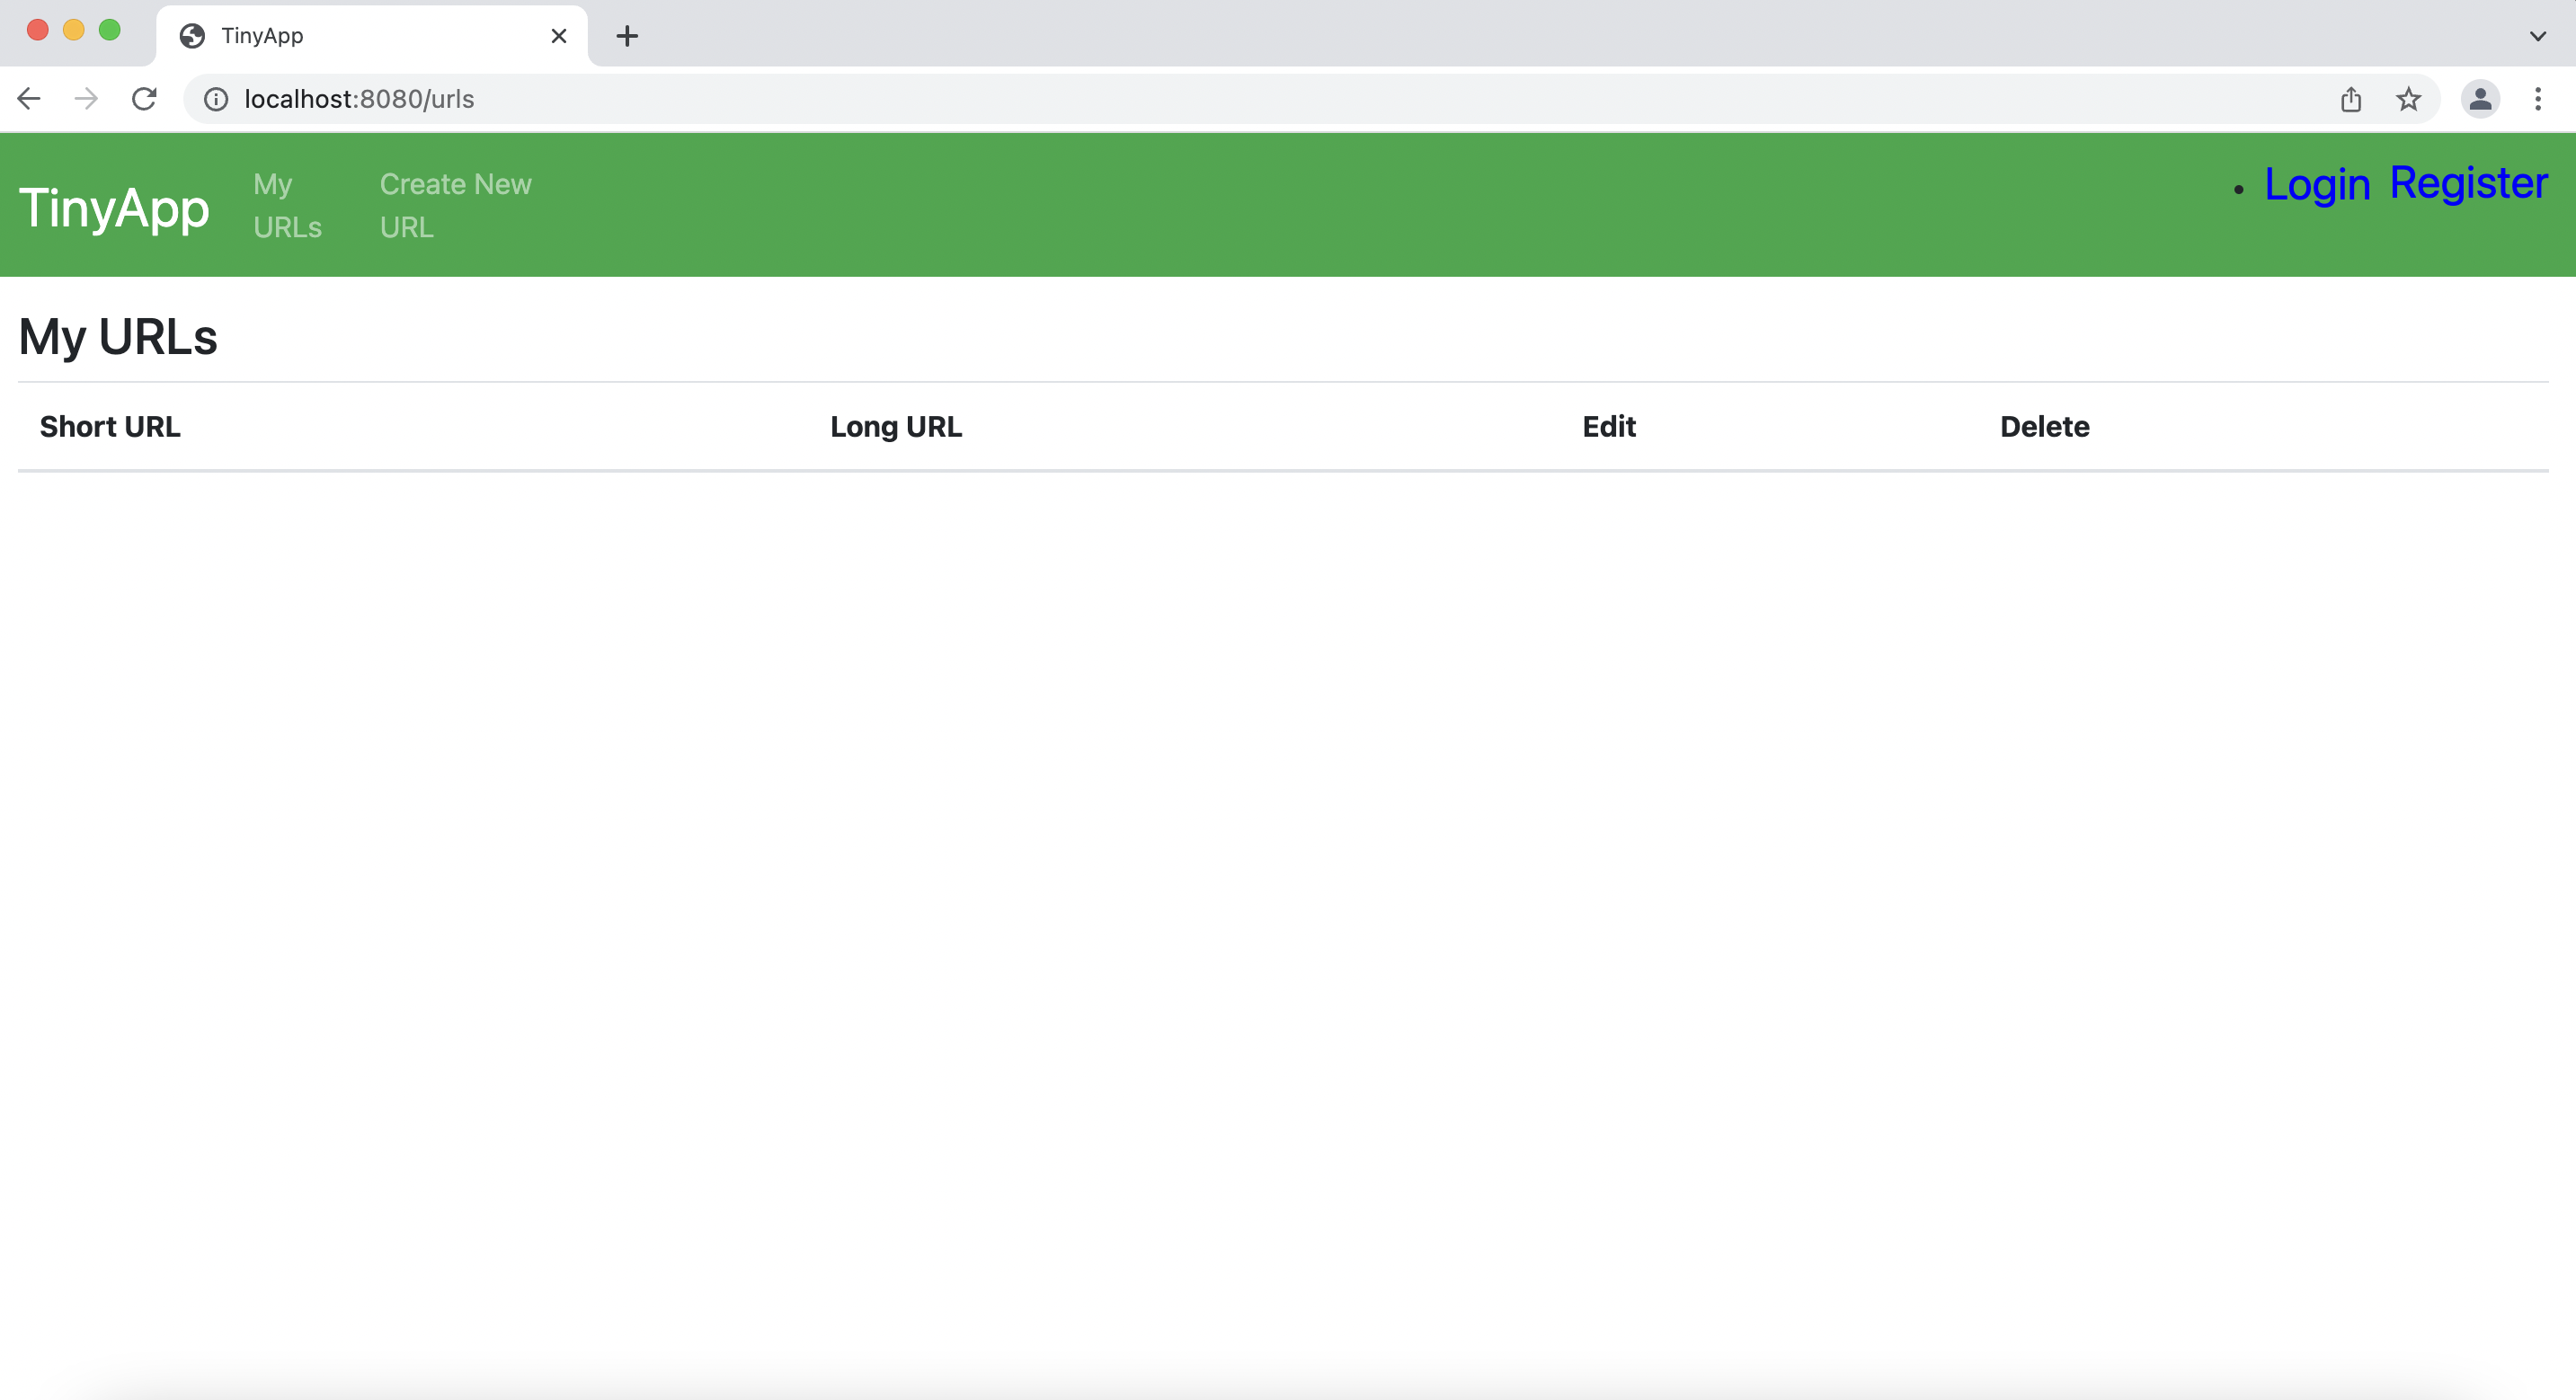 TinyApp
localhost:8080/urls
TinyApp
My
URLs
Create New
URL
• Login Register
My URLs
Short URL Long URL Edit Delete